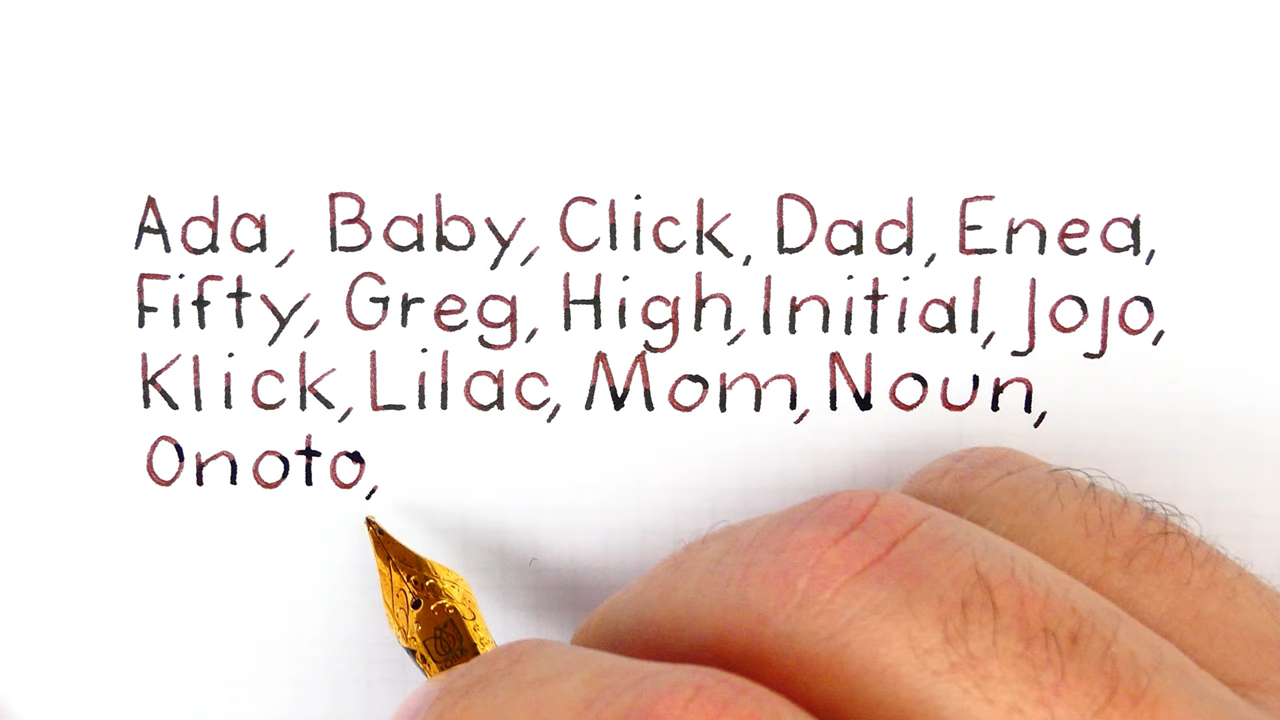 Ada, Baby, Click, Dad, Enea,
Fifty, Greg, High, Initial, Jojo,
Klick, Lilac, Mom, Noun,
Onoto,